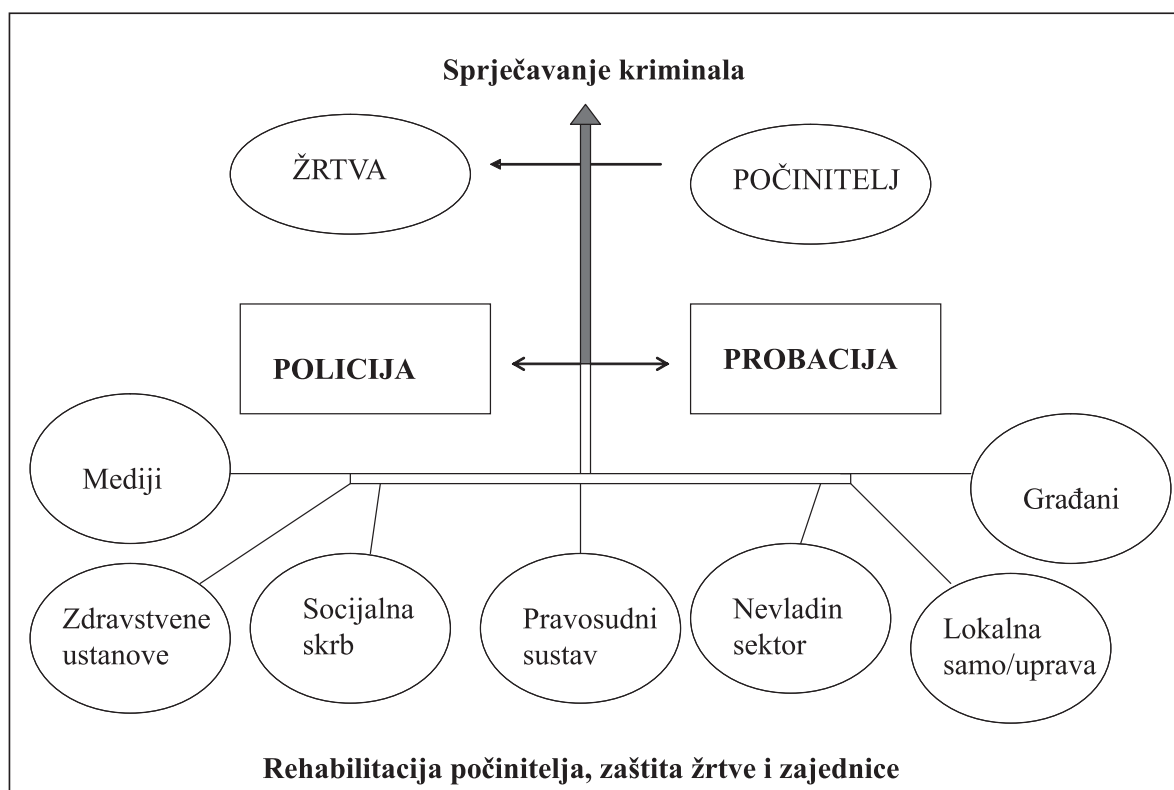 Sprječavanje kriminala
ŽRTVA
POČINITELJ
POLICIJA
PROBACIJA
Mediji
Građani
Zdravstvene
ustanove
Socijalna
skrb
Pravosudni
sustav
Nevladin
sektor
Lokalna
samo/uprava
Rehabilitacija počinitelja, zaštita žrtve i zajednice